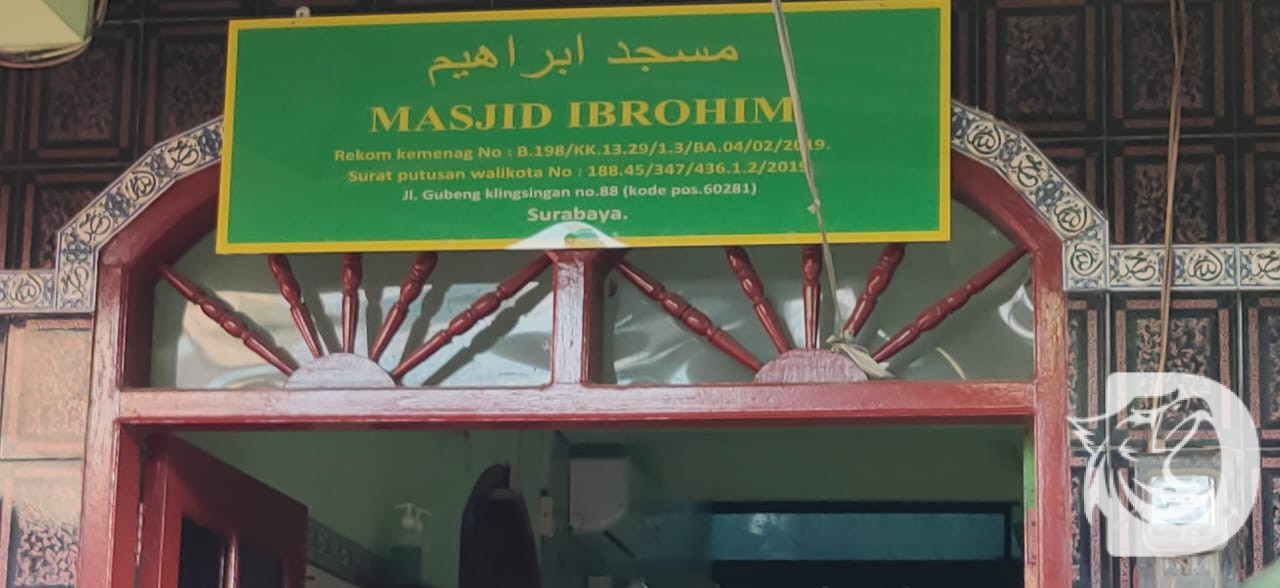 مسجد ابراهيم
MASJID IBROHIM
Rekom kemenag No : B.198/KK.13.29/1.3/BA.04/02/2019.
Surat putusan walikota No : 188.45/347/436.1.2/2019
Jl. Gubeng klingsingan no.88 (kode pos.60281)
Surabaya.